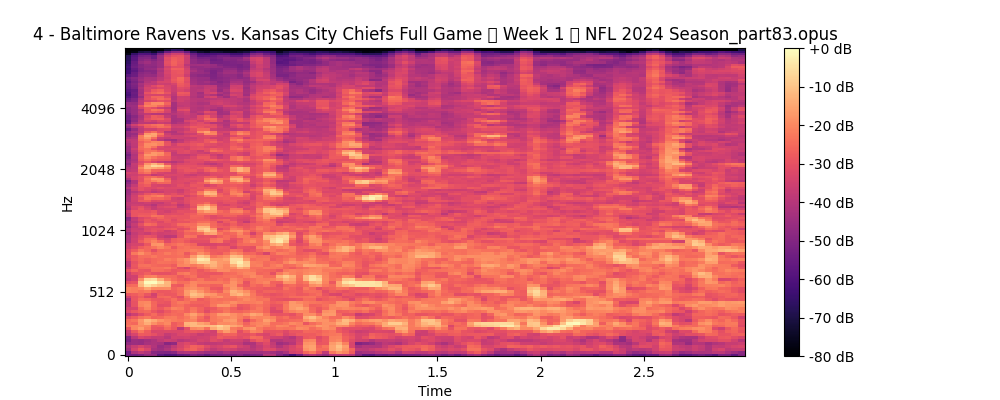 4 - Baltimore Ravens vs. Kansas City Chiefs Full Game ▯ Week 1 ▯ NFL 2024 Season_part83.opus
+0 dB
-10 dB
-20 dB
-30 dB
-40 dB
-50 dB
-60 dB
-70 dB
-80 dB
4096
2048
1024
512
0
Hz
0
0.5
1
1.5
2
2.5
Time